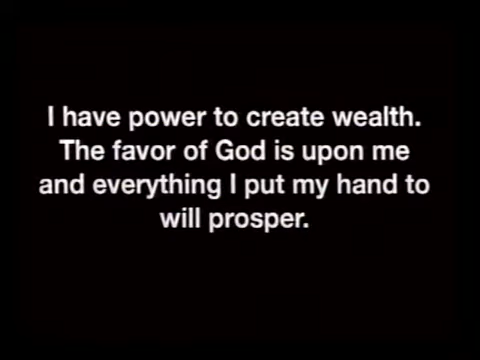 I have power to create wealth.
The favor of God is upon me
and everything I put my hand to
will prosper.